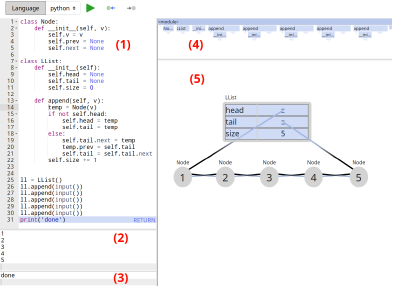 Language python
1 class Node:
2 def __init__(self, v):
3 self.v = v
4 self.prev = None
5 self.next = None
6
7 class LList:
8 def __init__(self):
9 self.head = None
10 self.tail = None
11 self.size = 0
12
13 def append(self, v):
14 temp = Node(v)
15 if not self.head:
16 self.head = temp
17 self.tail = temp
18 else:
19 self.tail.next = temp
20 temp.prev = self.tail
21 self.tail = self.tail.next
22 self.size += 1
23
24
25 ll = LList()
26 ll.append(input())
27 ll.append(input())
28 ll.append(input())
29 ll.append(input())
30 ll.append(input())
31 print('done') RETURN
(1)
1
2
3
4
5
(2)
done
(3)
<module>
No... LList ..ini... append append append append append
(4)
(5)
LList
head
tail
size 5
Node Node Node Node Node
1 2 3 4 5